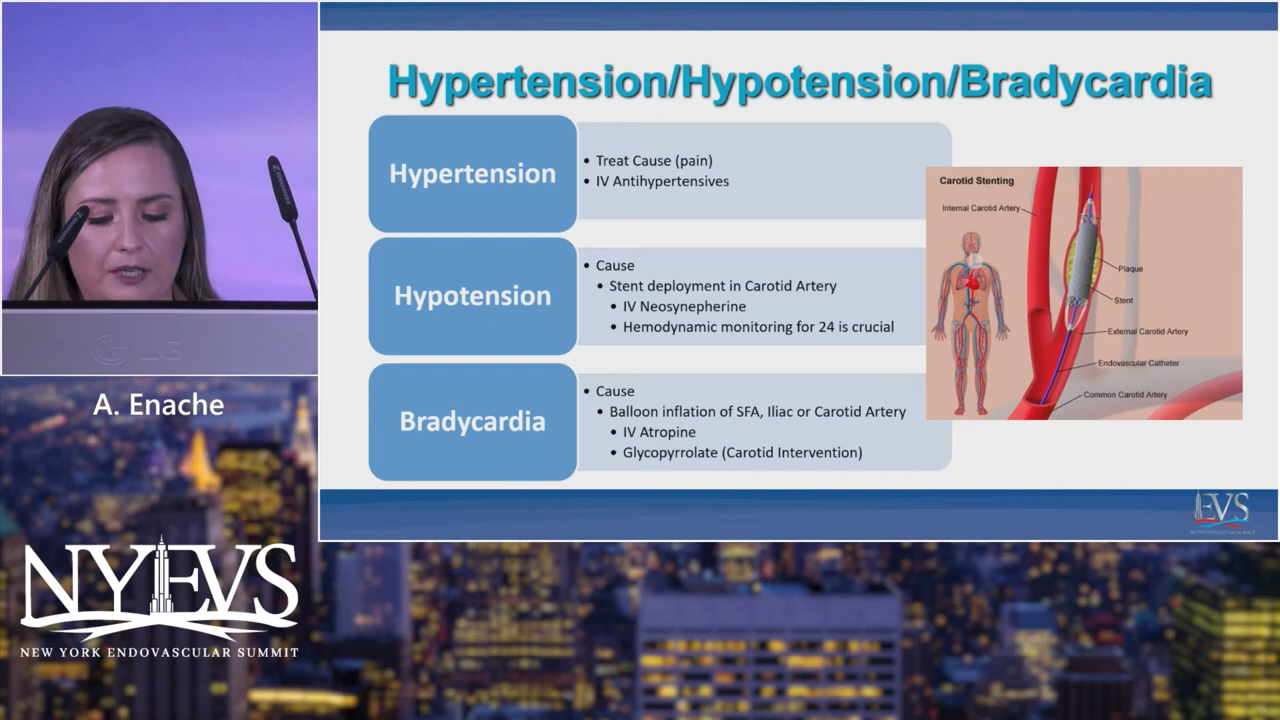 Hypertension/Hypotension/Bradycardia
Hypertension
• Treat Cause (pain)
• IV Antihypertensives
Hypotension
• Cause
• Stent deployment in Carotid Artery
• IV Neosynepherine
• Hemodynamic monitoring for 24 is crucial
Bradycardia
• Cause
• Balloon inflation of SFA, Iliac or Carotid Artery
• IV Atropine
• Glycopyrrolate (Carotid Intervention)
Carotid Stenting
Internal Carotid Artery
Plaque
Stent
External Carotid Artery
Endovascular Catheter
Common Carotid Artery
EVS
LG
A. Enache
NYEVS
NEW YORK ENDOVASCULAR SUMMIT